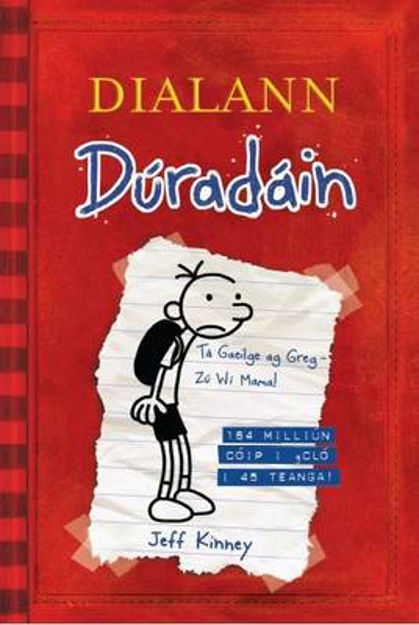 DIALANN
Dúradáin
Tá Gaeilge ag Greg –
Zú Wí Mama!
164 MILLIÚN
CÓIP I gCLÓ
I 45 TEANGA!
Jeff Kinney